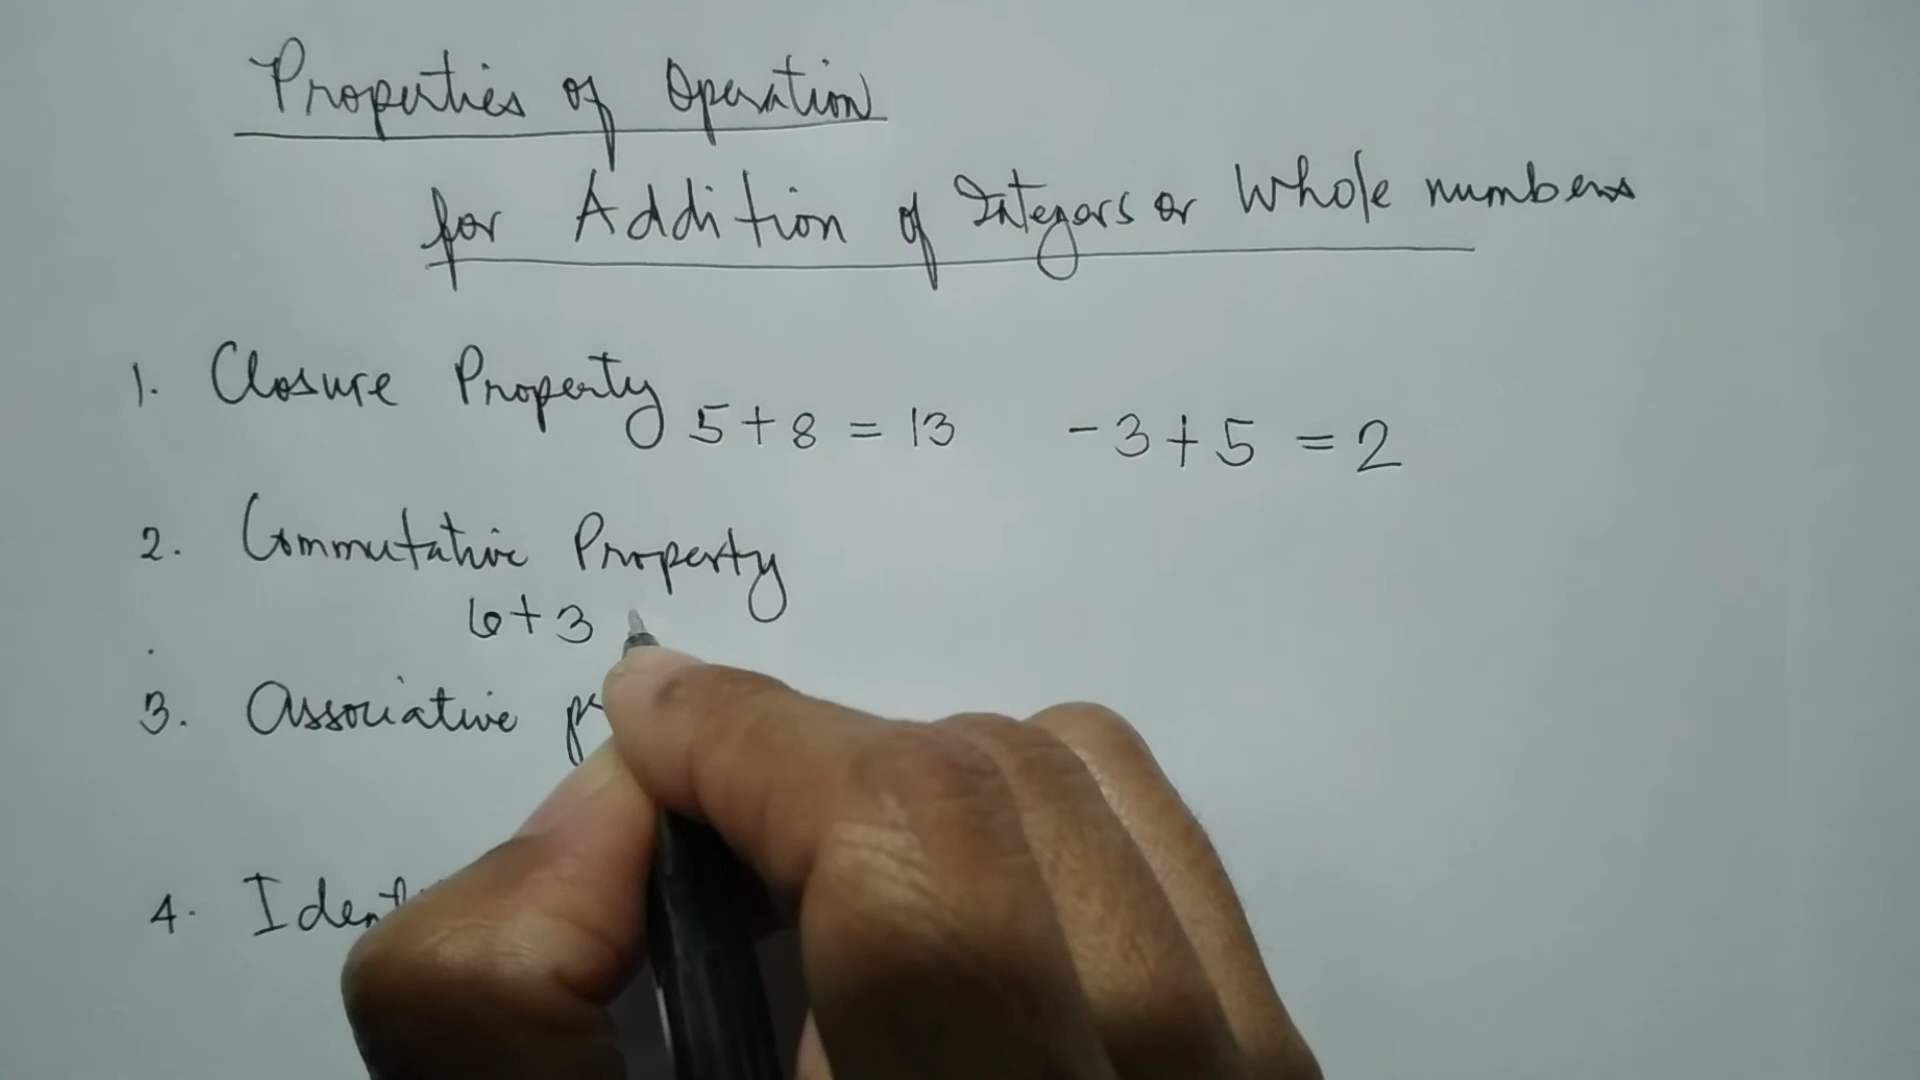 Properties of Operation
for Addition of Integers or Whole numbers
1. Closure Property 5+8 = 13 -3+5 = 2
2. Commutative Property
6+3
3. Associative
4.